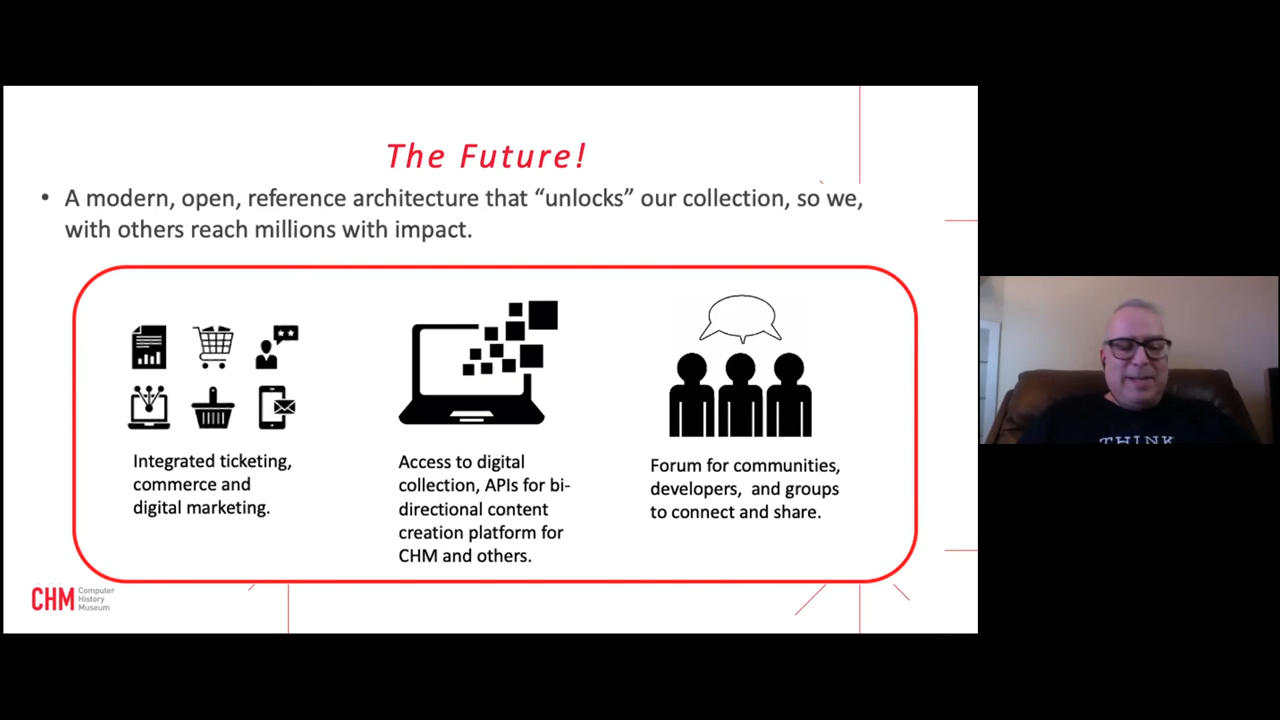 The Future!
• A modern, open, reference architecture that “unlocks” our collection, so we,
with others reach millions with impact.
Integrated ticketing,
commerce and
digital marketing.
Access to digital
collection, APIs for bi-
directional content
creation platform for
CHM and others.
Forum for communities,
developers, and groups
to connect and share.
CHM Computer
History
Museum
THINK